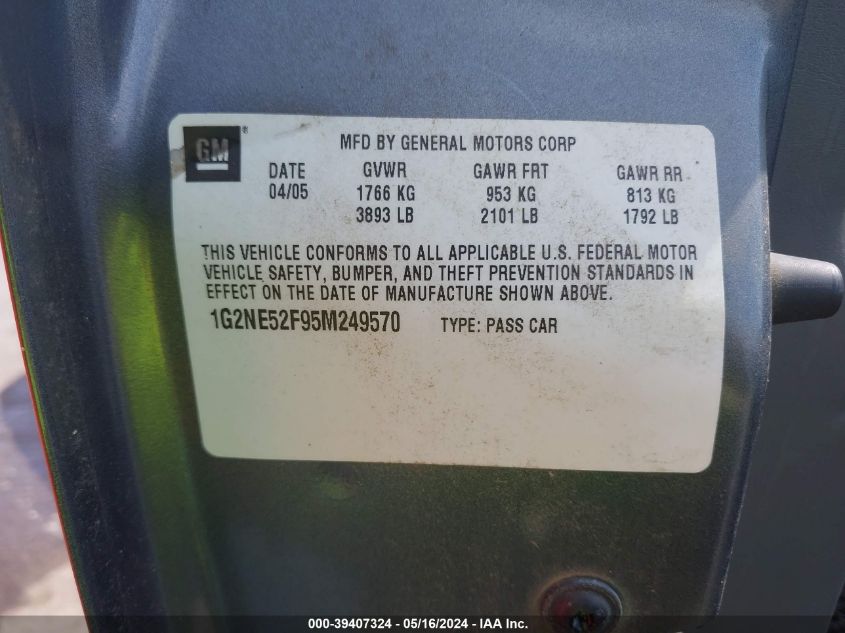 GM
MFD BY GENERAL MOTORS CORP
DATE GVWR GAWR FRT GAWR RR
04/05 1766 KG 953 KG 813 KG
3893 LB 2101 LB 1792 LB
THIS VEHICLE CONFORMS TO ALL APPLICABLE U.S. FEDERAL MOTOR
VEHICLE SAFETY, BUMPER, AND THEFT PREVENTION STANDARDS IN
EFFECT ON THE DATE OF MANUFACTURE SHOWN ABOVE.
1G2NE52F95M249570 TYPE: PASS CAR
000-39407324 - 05/16/2024 - IAA Inc.